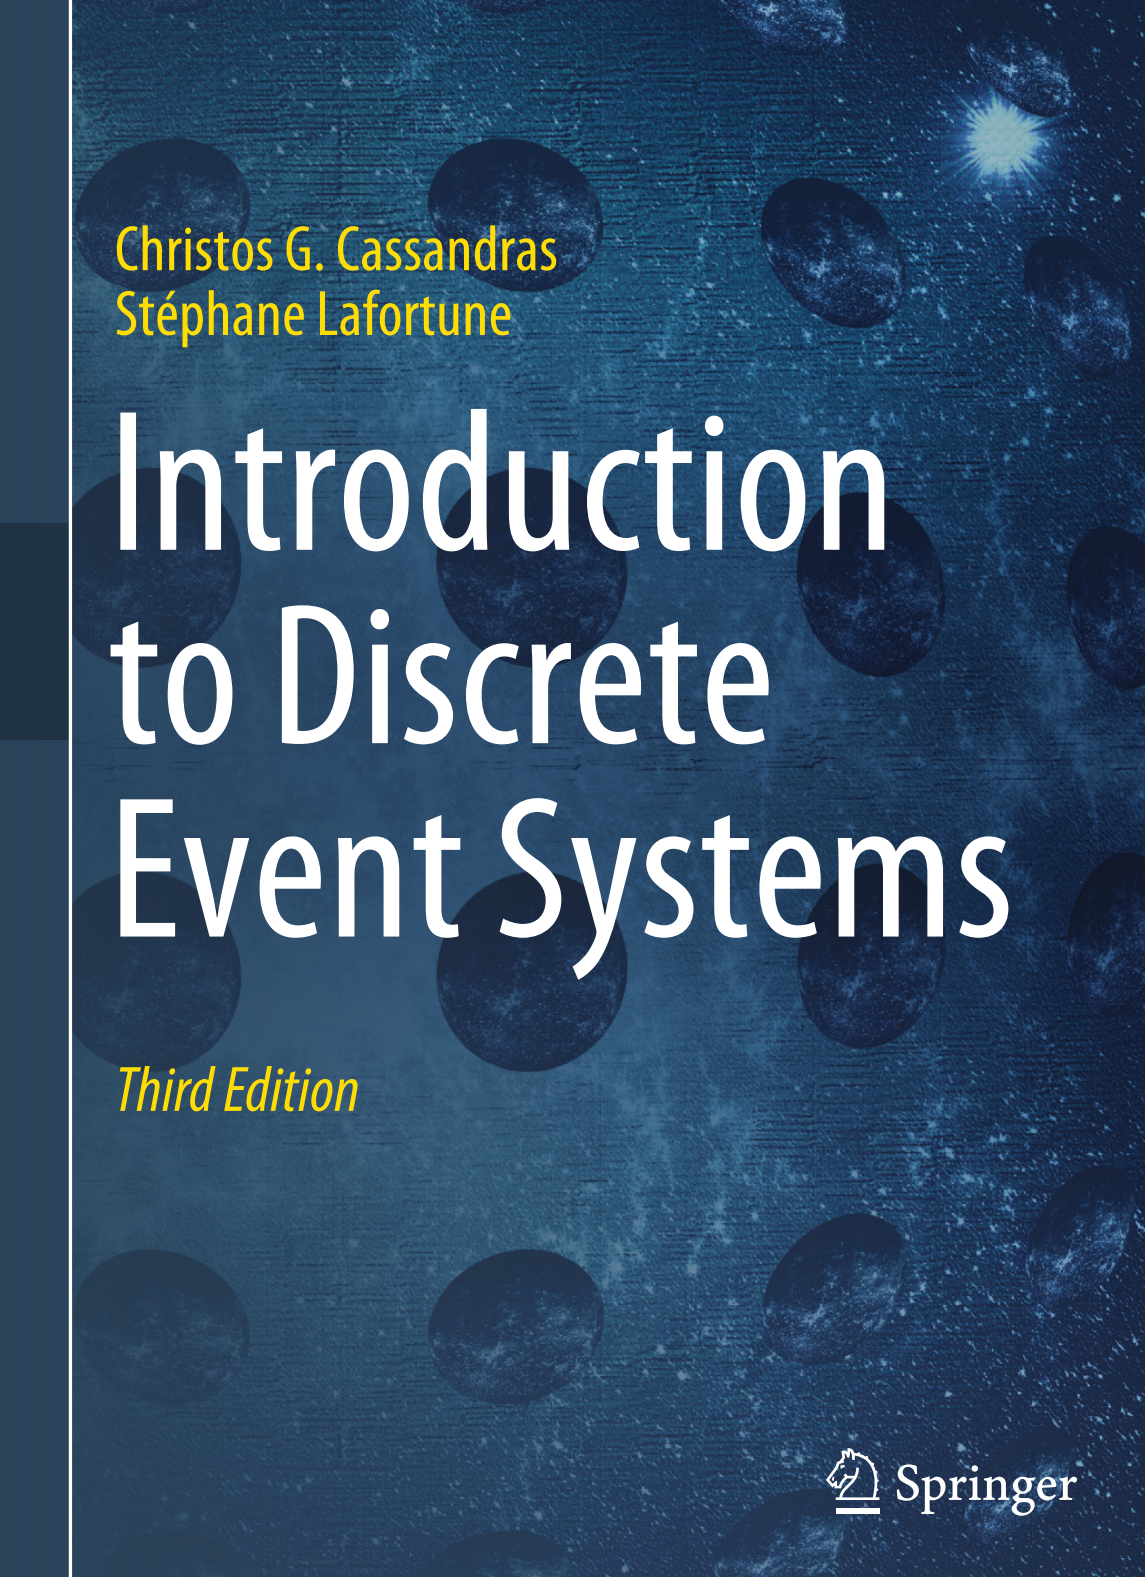 Christos G. Cassandras
Stéphane Lafortune
Introduction
to Discrete
Event Systems
Third Edition
Springer